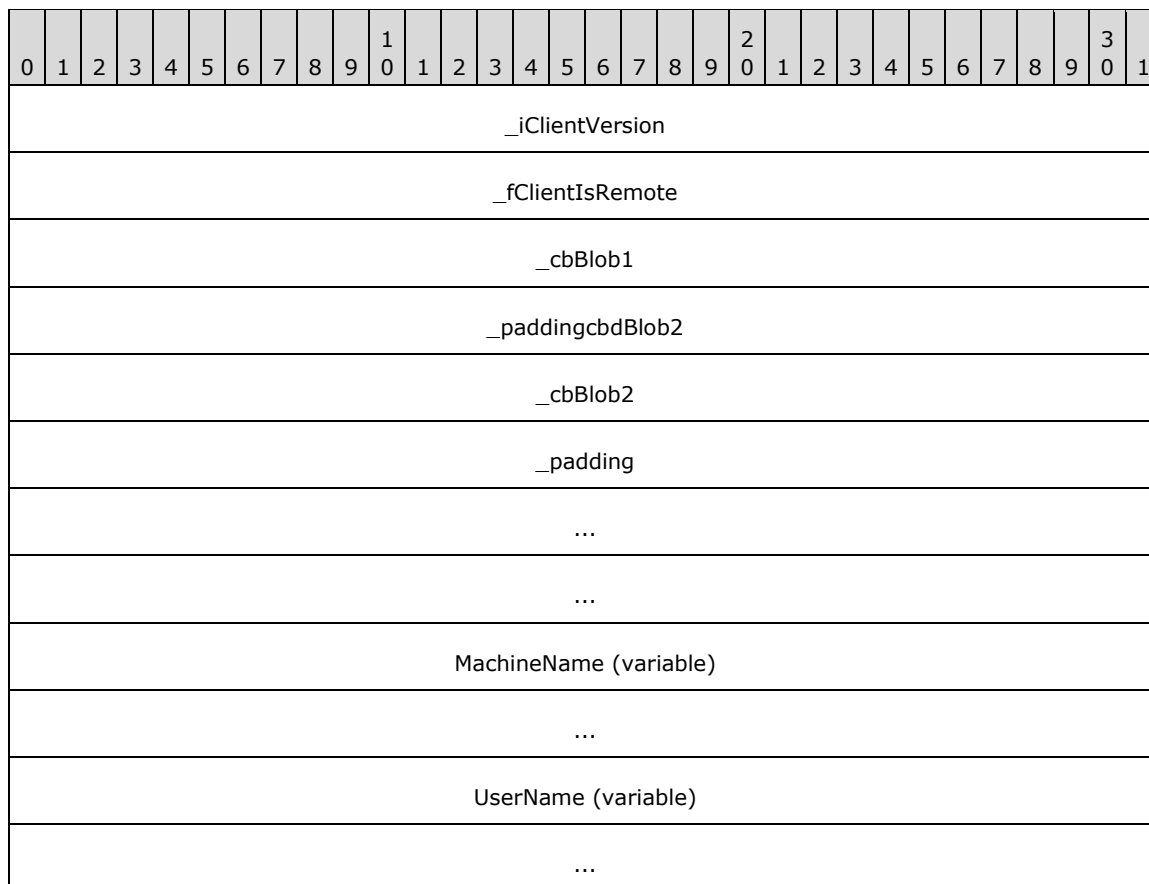 1 2 3
0 1 2 3 4 5 6 7 8 9 0 1 2 3 4 5 6 7 8 9 0 1 2 3 4 5 6 7 8 9 0 1
_iClientVersion
_fClientIsRemote
_cbBlob1
_paddingcbdBlob2
_cbBlob2
_padding
...
...
MachineName (variable)
...
UserName (variable)
...